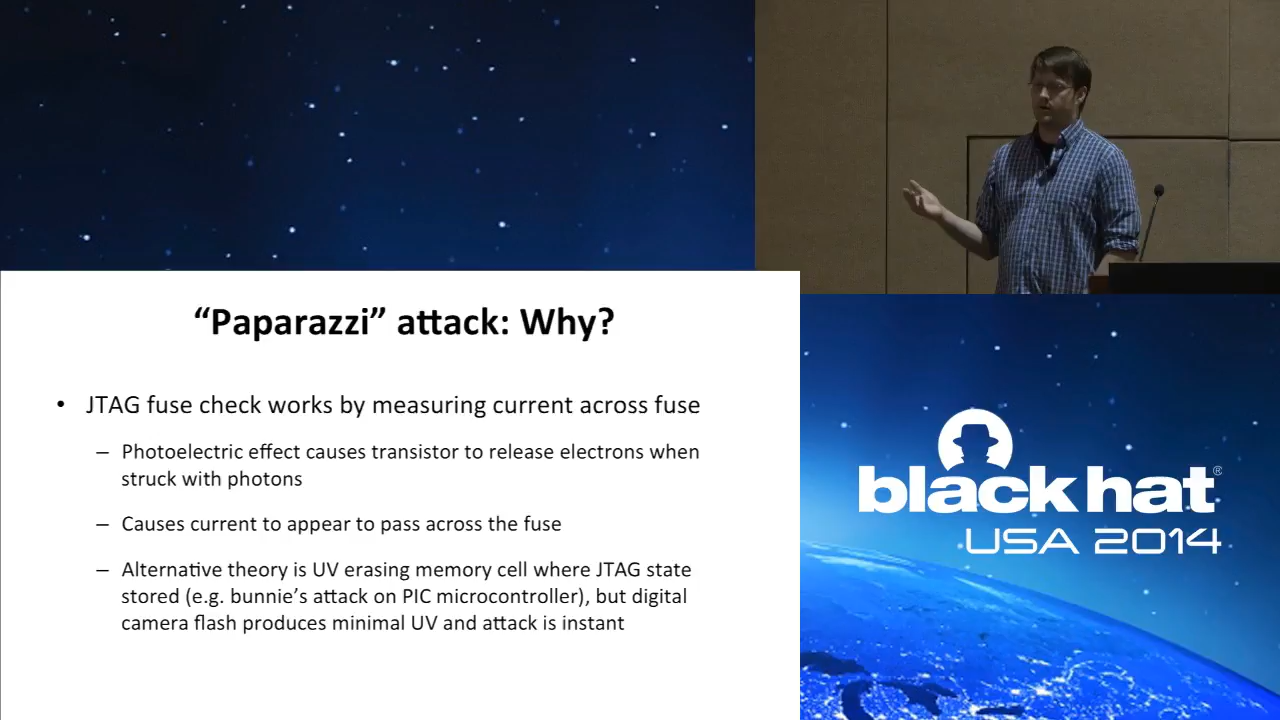 “Paparazzi” attack: Why?
• JTAG fuse check works by measuring current across fuse
– Photoelectric effect causes transistor to release electrons when
struck with photons
– Causes current to appear to pass across the fuse
– Alternative theory is UV erasing memory cell where JTAG state
stored (e.g. bunnie’s attack on PIC microcontroller), but digital
camera flash produces minimal UV and attack is instant
black hat®
USA 2014